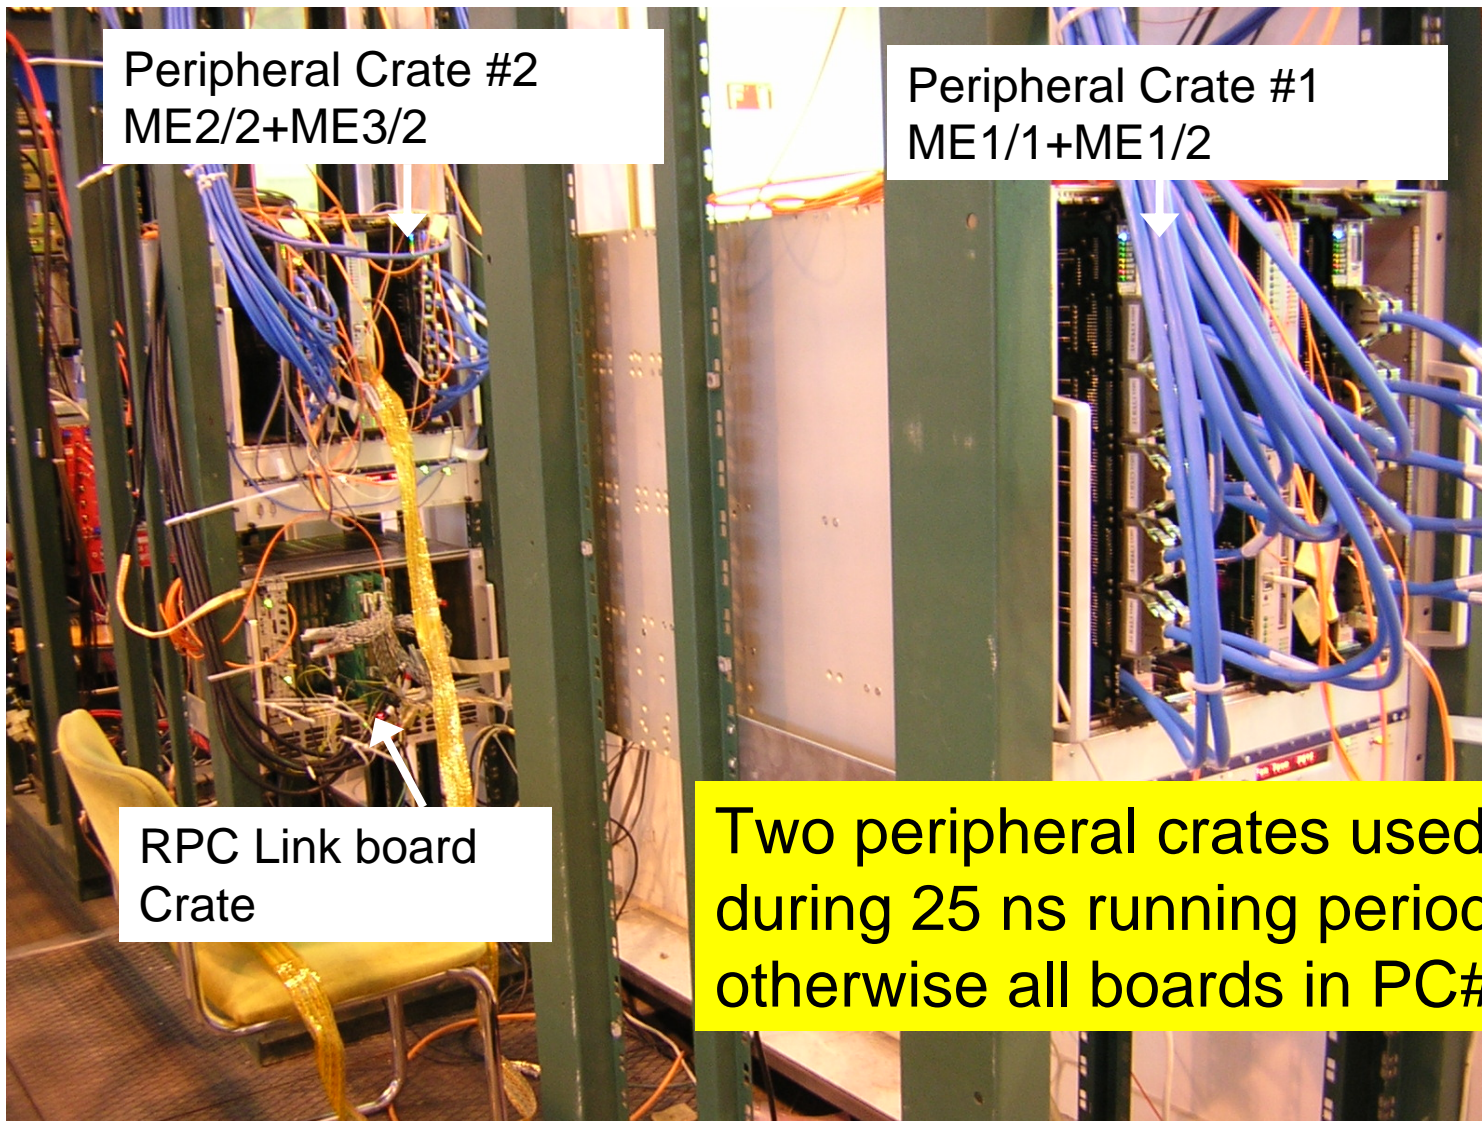 Peripheral Crate #2
ME2/2+ME3/2
Peripheral Crate #1
ME1/1+ME1/2
RPC Link board
Crate
Two peripheral crates used
during 25 ns running period
otherwise all boards in PC#